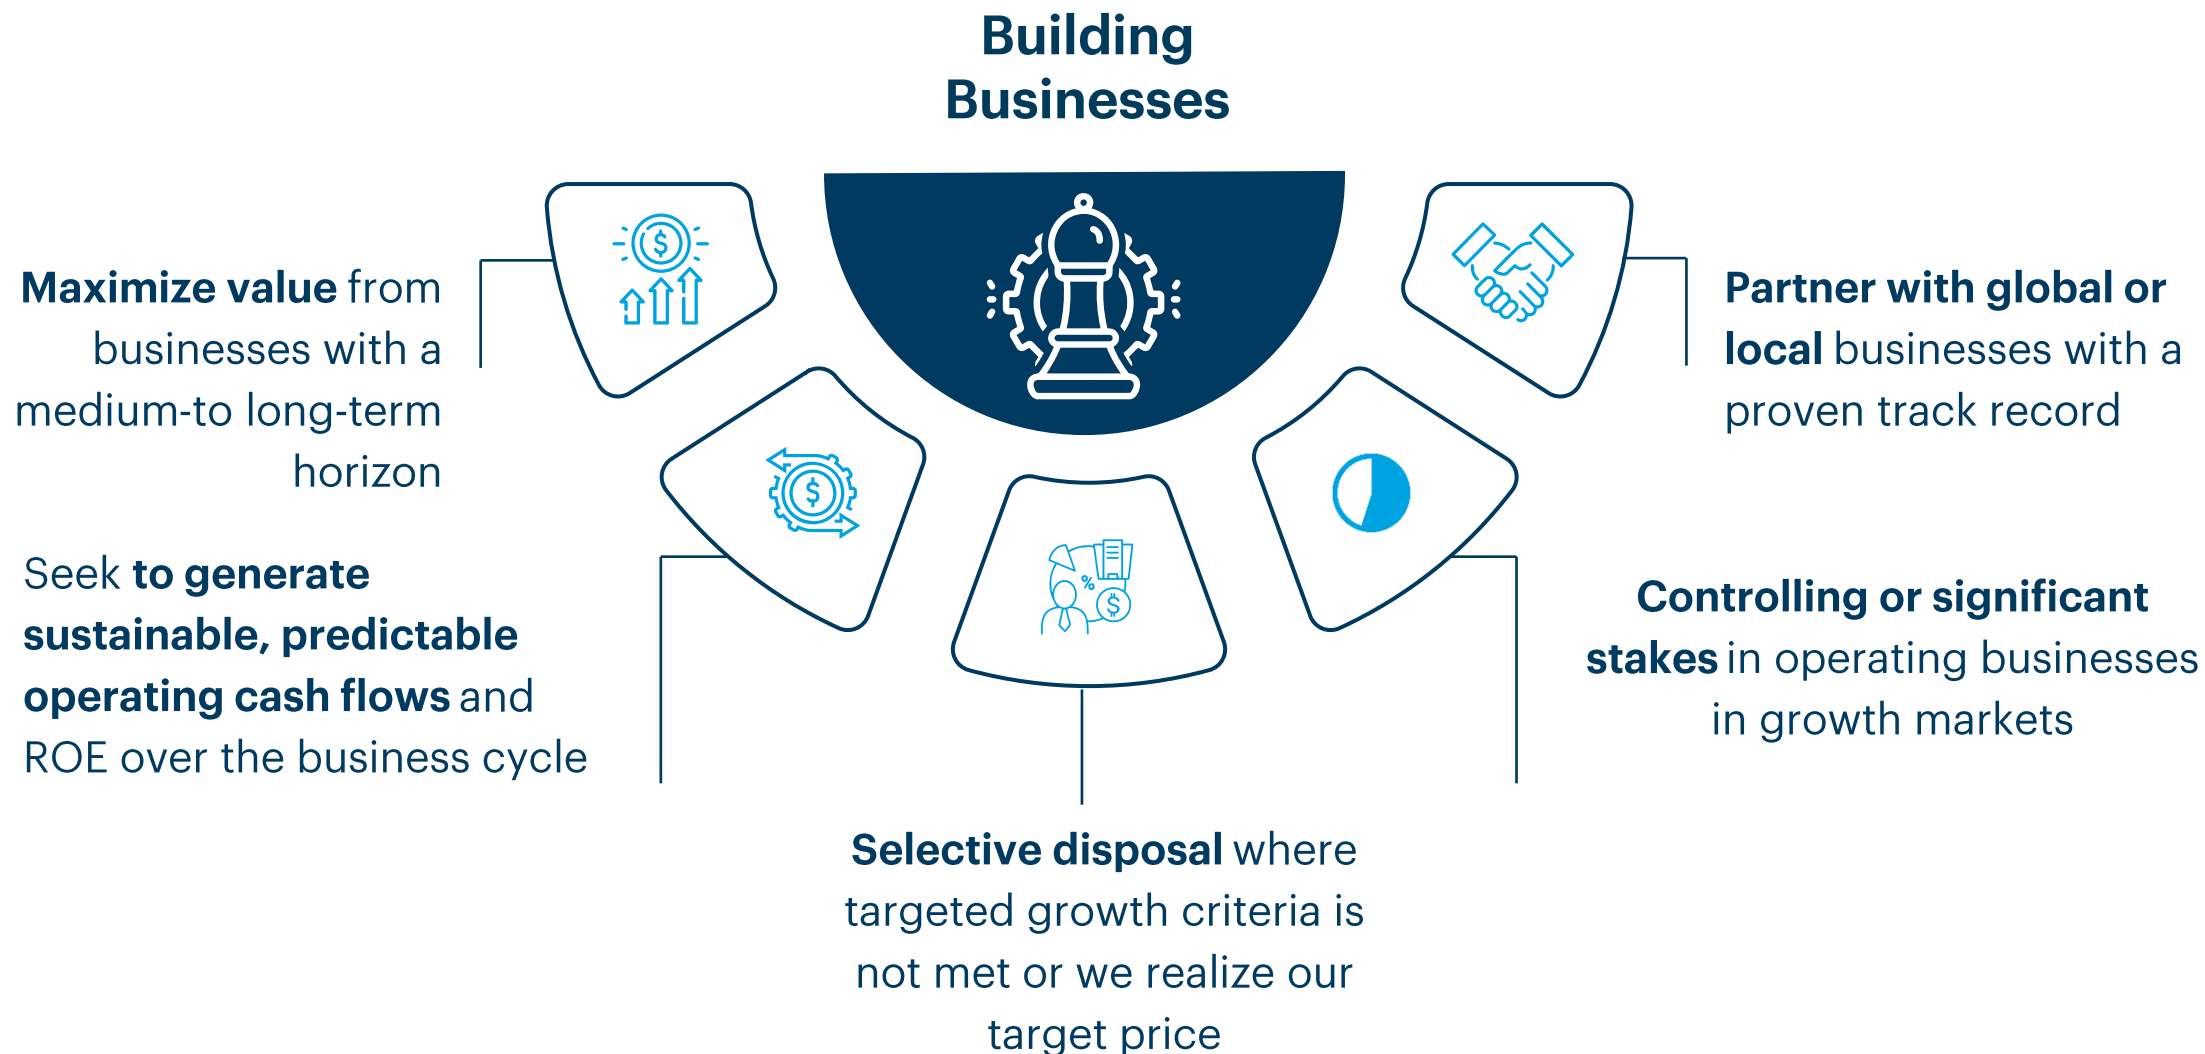 Building
Businesses
Maximize value from
businesses with a
medium-to long-term
horizon
Seek to generate
sustainable, predictable
operating cash flows and
ROE over the business cycle
Selective disposal where
targeted growth criteria is
not met or we realize our
target price
Controlling or significant
stakes in operating businesses
in growth markets
Partner with global or
local businesses with a
proven track record
$
$
%
$